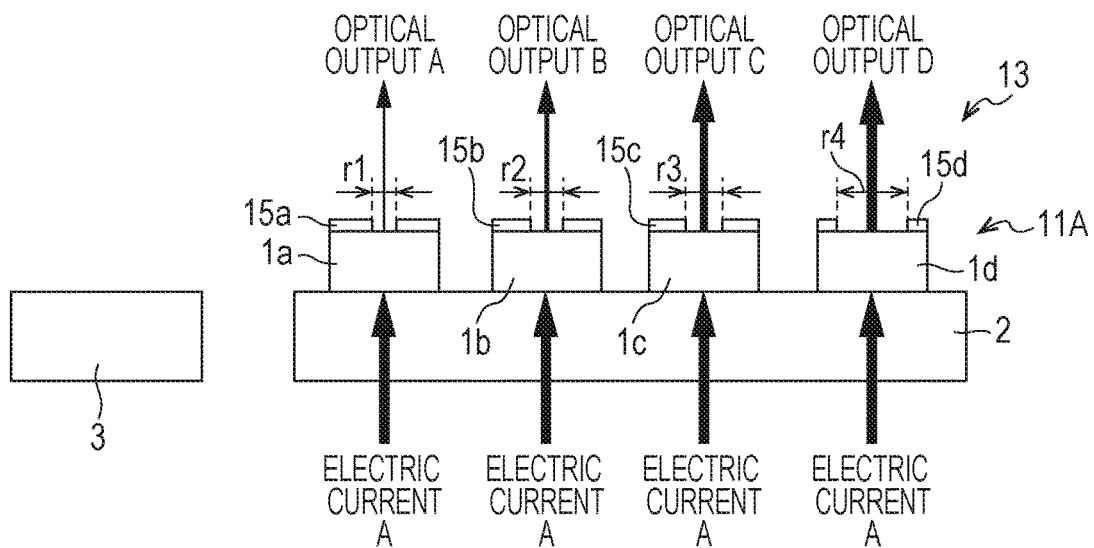 OPTICAL OUTPUT A
OPTICAL OUTPUT B
OPTICAL OUTPUT C
OPTICAL OUTPUT D
13
r1
15b
r2
15c
r3
r4
15d
15a
11A
1a
1d
1b
1c
2
3
ELECTRIC CURRENT A
ELECTRIC CURRENT A
ELECTRIC CURRENT A
ELECTRIC CURRENT A